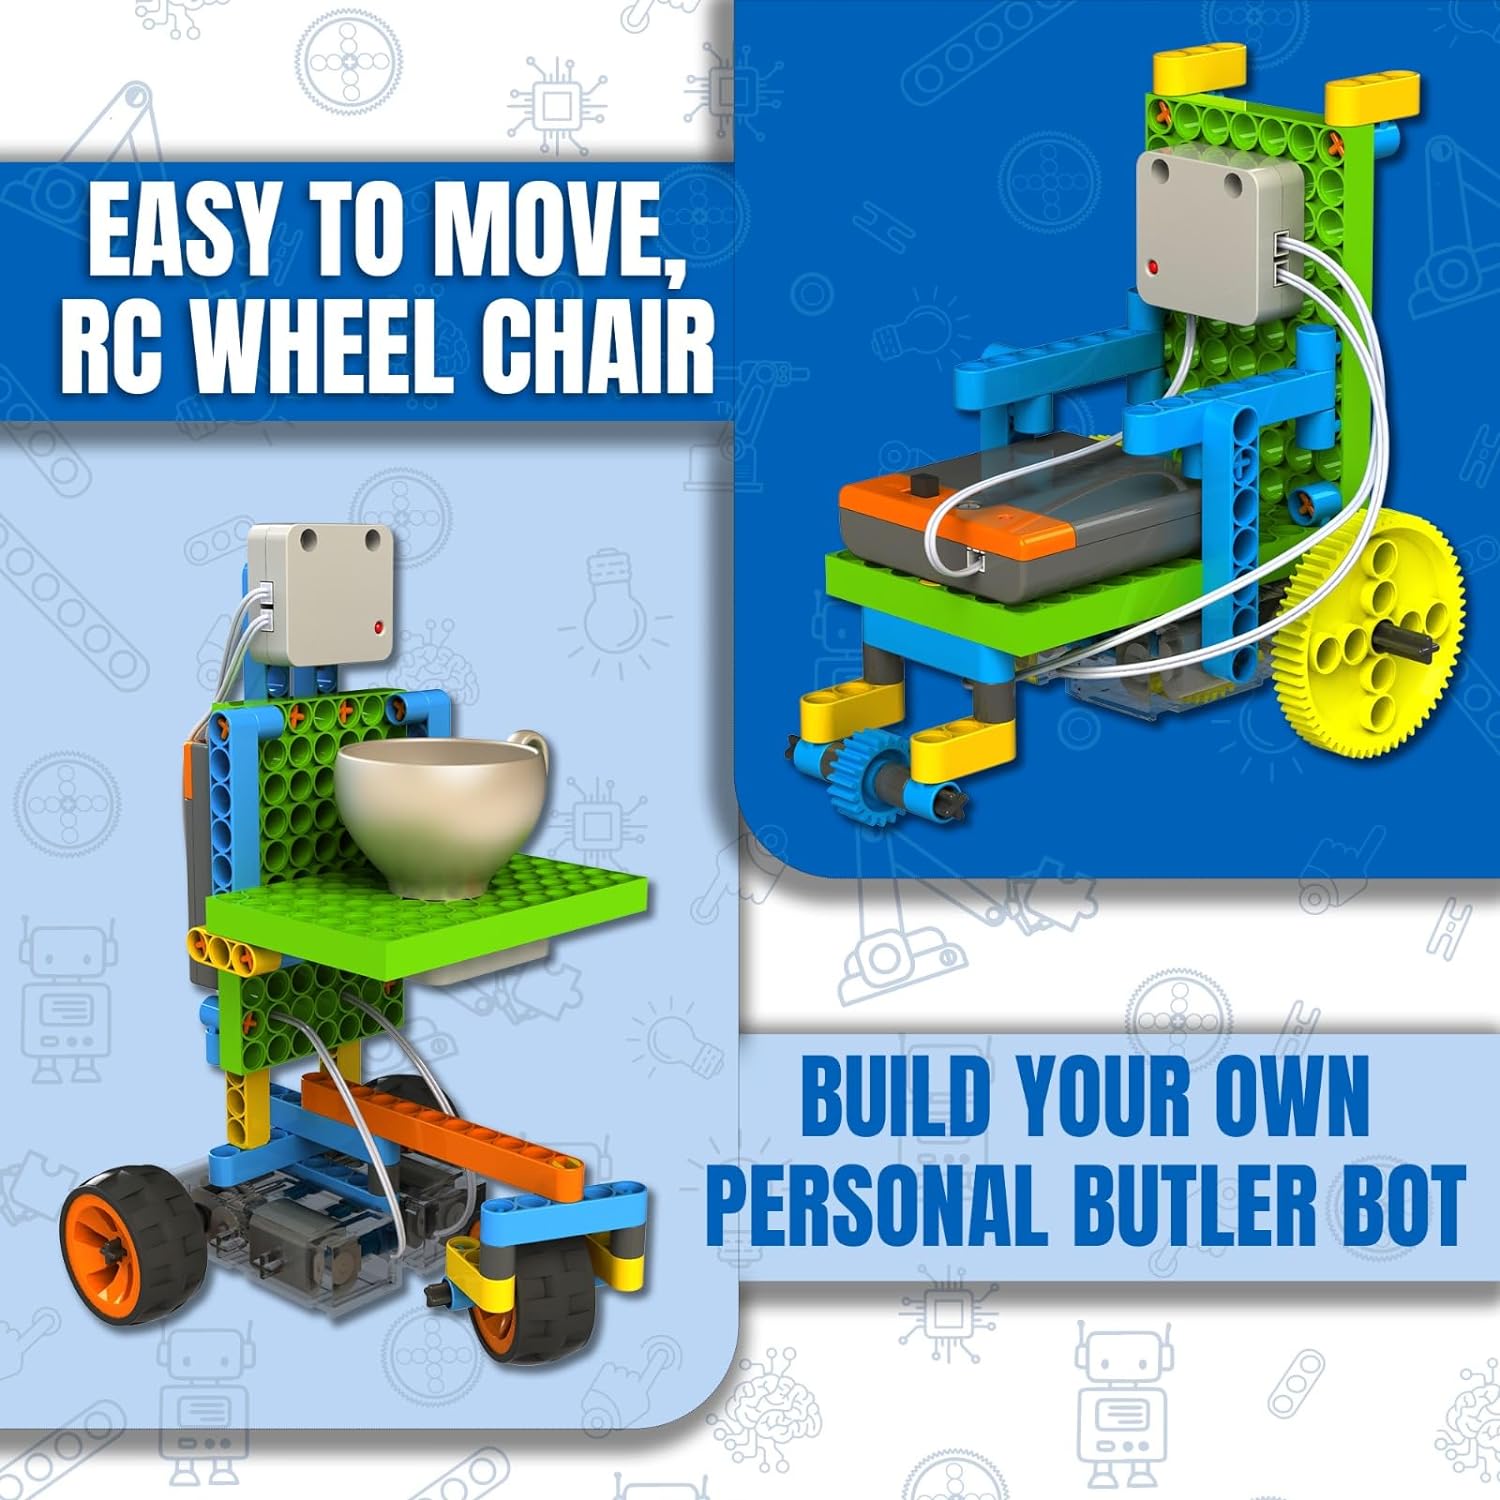 EASY TO MOVE,
RC WHEEL CHAIR
BUILD YOUR OWN
PERSONAL BUTLER BOT